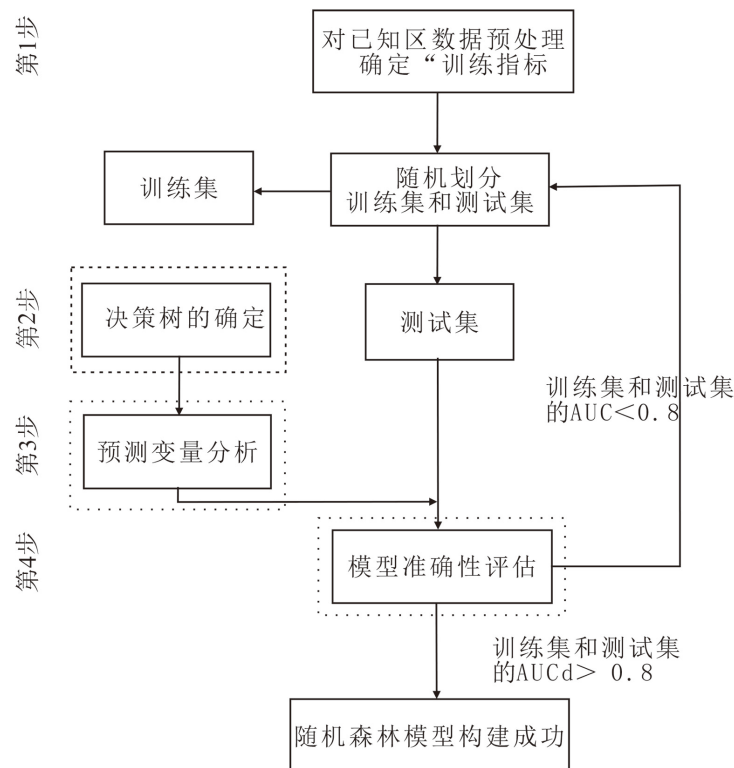 第1步
对已知区数据预处理
确定“训练指标
训练集
随机划分
训练集和测试集
第2步
决策树的确定
测试集
训练集和测试集
的AUC＜0.8
第3步
预测变量分析
第4步
模型准确性评估
训练集和测试集
的AUCd＞ 0.8
随机森林模型构建成功